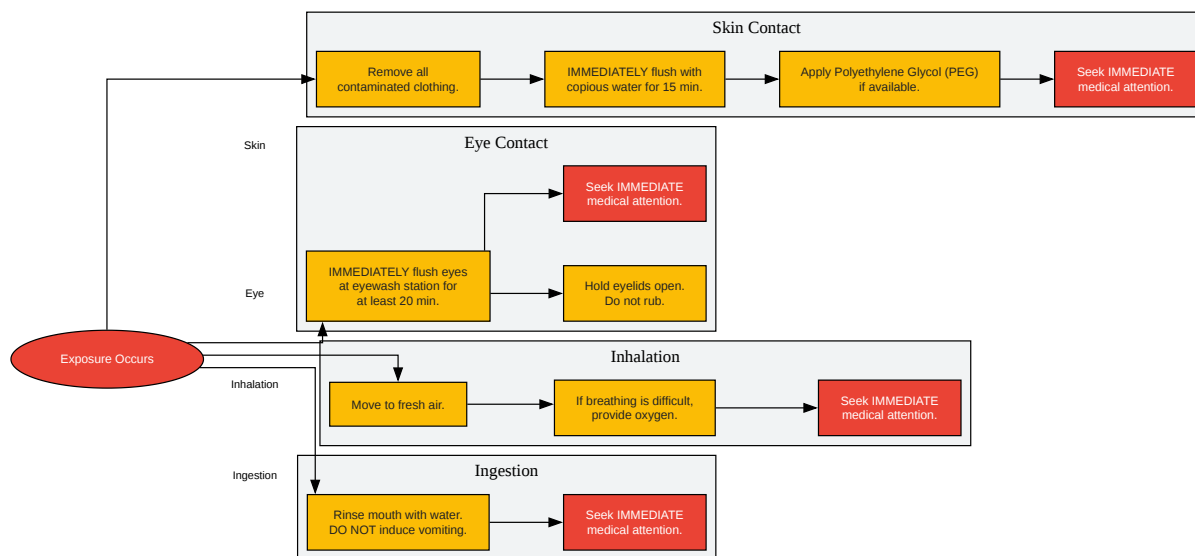 Skin Contact
Remove all
contaminated clothing.
IMMEDIATELY flush with
copious water for 15 min.
Apply Polyethylene Glycol (PEG)
if available.
Seek IMMEDIATE
medical attention.
Skin
Eye Contact
Seek IMMEDIATE
medical attention.
IMMEDIATELY flush eyes
at eyewash station for
at least 20 min.
Hold eyelids open.
Do not rub.
Eye
Exposure Occurs
Inhalation
Inhalation
Move to fresh air.
If breathing is difficult,
provide oxygen.
Seek IMMEDIATE
medical attention.
Ingestion
Ingestion
Rinse mouth with water.
DO NOT induce vomiting.
Seek IMMEDIATE
medical attention.